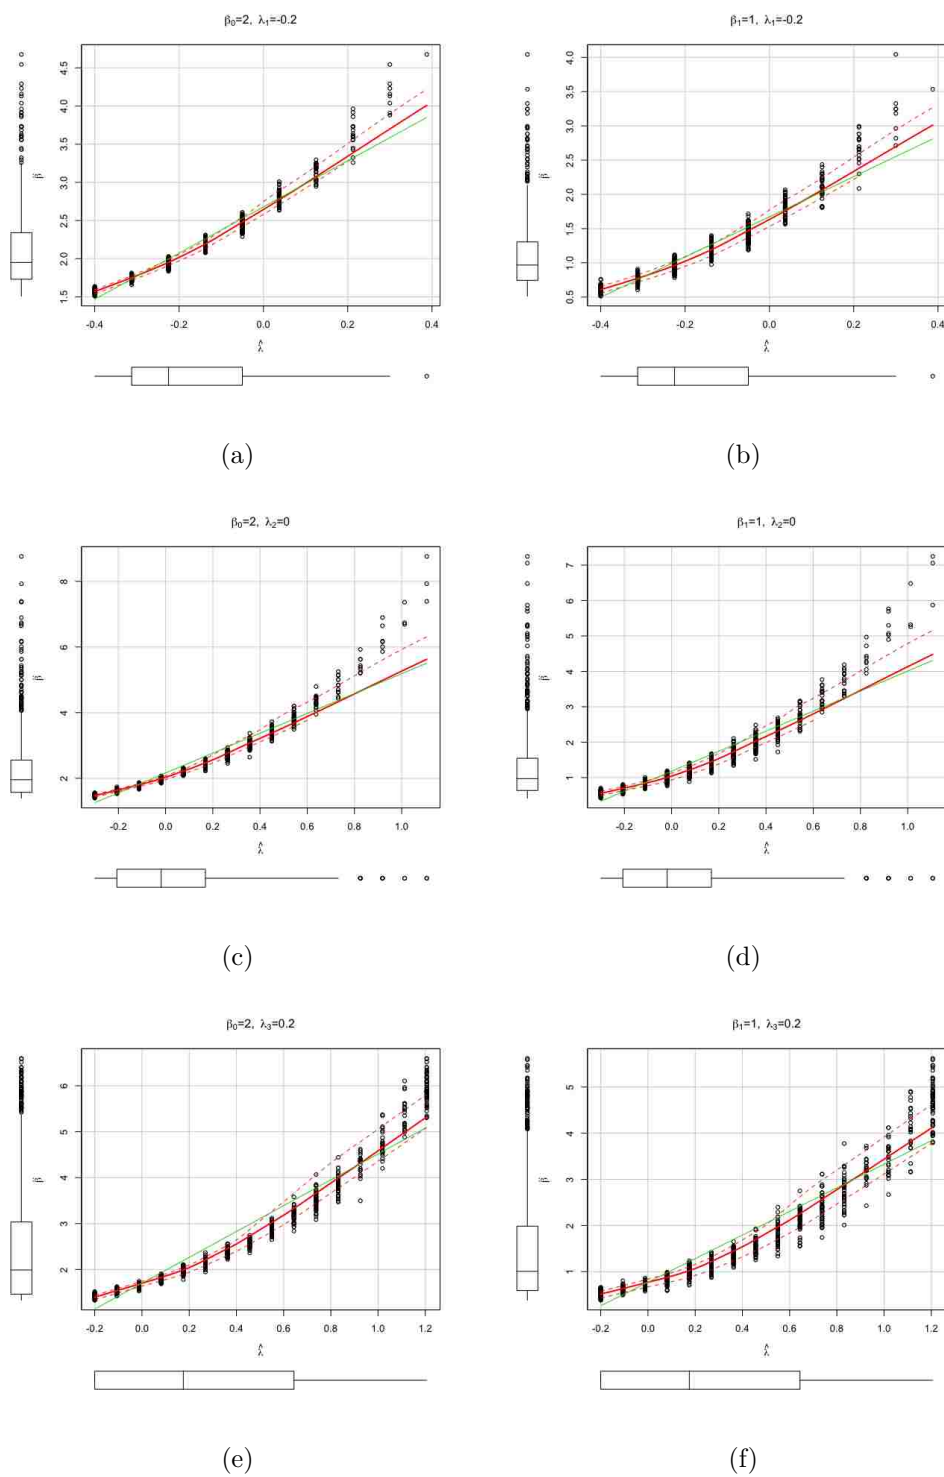 β₀=2, λ₁=-0.2
β̂
4.5
4.0
3.5
3.0
2.5
2.0
1.5
-0.4 -0.2 0.0 0.2 0.4
λ̂
(a)
β₁=1, λ₁=-0.2
β̂
4.0
3.5
3.0
2.5
2.0
1.5
1.0
0.5
-0.4 -0.2 0.0 0.2 0.4
λ̂
(b)
β₀=2, λ₂=0
β̂
8
6
4
2
-0.2 0.0 0.2 0.4 0.6 0.8 1.0
λ̂
(c)
β₁=1, λ₂=0
β̂
7
6
5
4
3
2
1
-0.2 0.0 0.2 0.4 0.6 0.8 1.0
λ̂
(d)
β₀=2, λ₃=0.2
β̂
6
5
4
3
2
-0.2 0.0 0.2 0.4 0.6 0.8 1.0 1.2
λ̂
(e)
β₁=1, λ₃=0.2
β̂
5
4
3
2
1
-0.2 0.0 0.2 0.4 0.6 0.8 1.0 1.2
λ̂
(f)